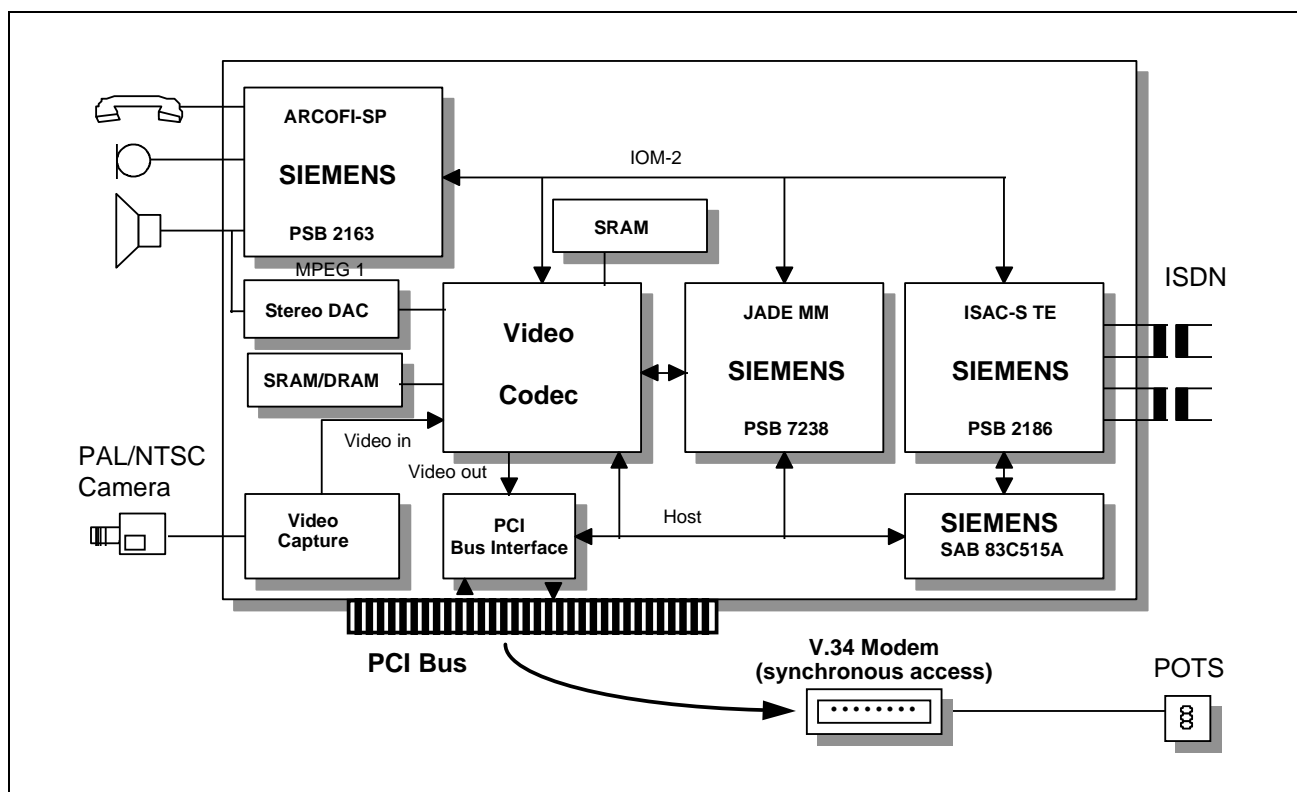 ARCOFI-SP
SIEMENS
PSB 2163
IOM-2
SRAM
MPEG 1
Stereo DAC
SRAM/DRAM
Video
Codec
JADE MM
SIEMENS
PSB 7238
ISAC-S TE
SIEMENS
PSB 2186
ISDN
Video in
Video out
PAL/NTSC
Camera
Video
Capture
PCI
Bus Interface
Host
SIEMENS
SAB 83C515A
PCI Bus
V.34 Modem
(synchronous access)
POTS